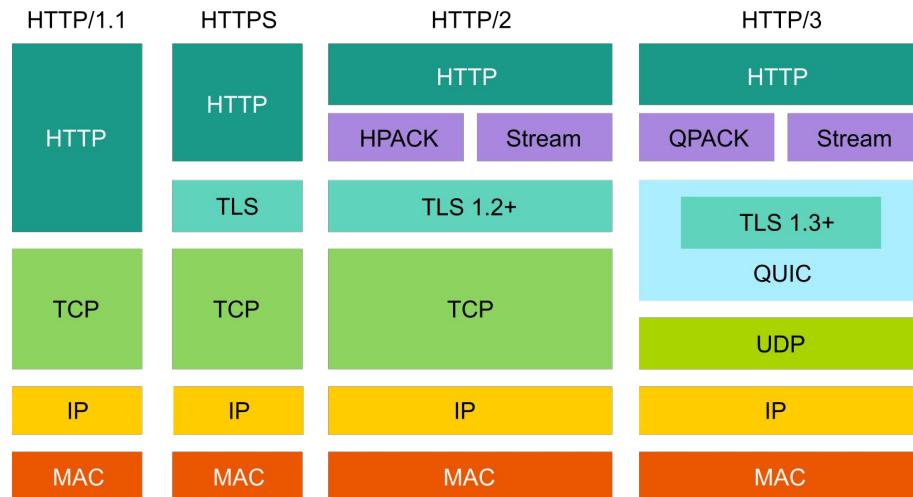 HTTP/1.1 HTTPS HTTP/2 HTTP/3
HTTP HTTP HTTP HTTP
HPACK Stream QPACK Stream
TLS TLS 1.2+ TLS 1.3+
QUIC
TCP TCP TCP UDP
IP IP IP IP
MAC MAC MAC MAC